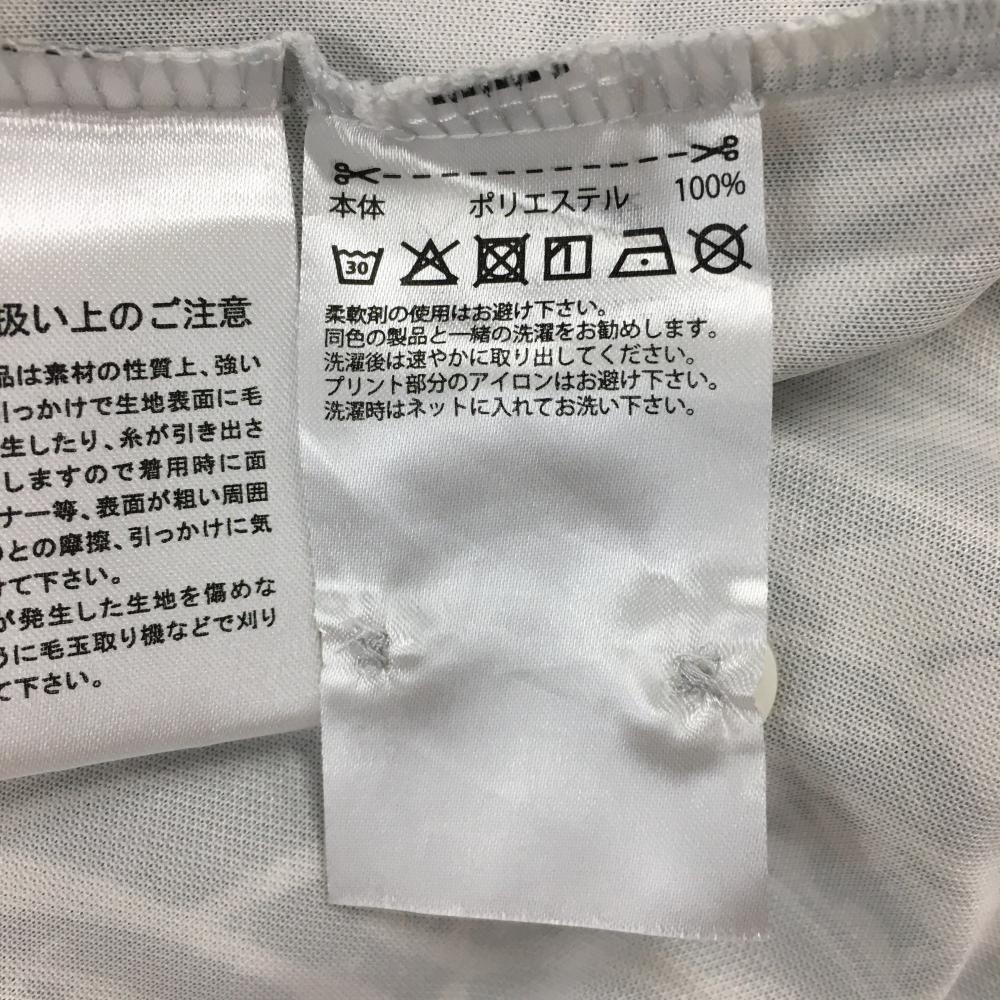 扱い上のご注意
品は素材の性質上、強い
引っかけで生地表面に毛
生したり、糸が引き出さ
しますので着用時に面
ナー等、表面が粗い周囲
のとの摩擦、引っかけに気
けて下さい。
が発生した生地を傷めな
うに毛玉取り機などで刈り
て下さい。
本体 ポリエステル 100%
30
柔軟剤の使用はお避け下さい。
同色の製品と一緒の洗濯をお勧めします。
洗濯後は速やかに取り出してください。
プリント部分のアイロンはお避け下さい。
洗濯時はネットに入れてお洗い下さい。